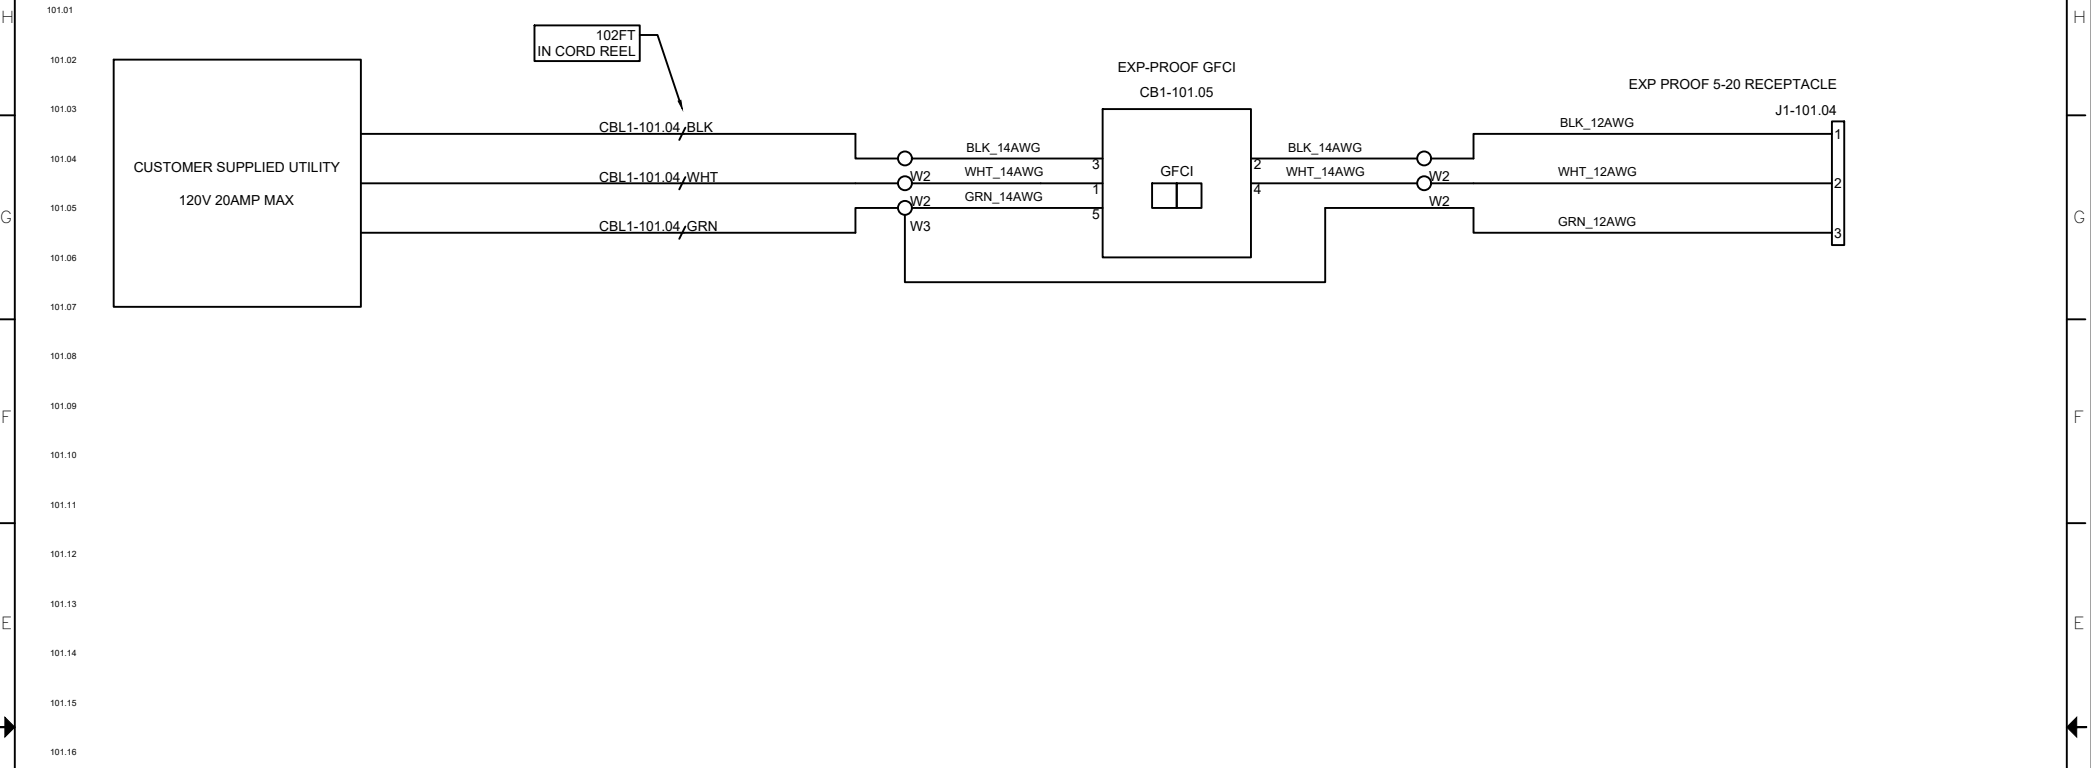 H
H
101.01
102FT
IN CORD REEL
101.02
EXP-PROOF GFCI
EXP PROOF 5-20 RECEPTACLE
CB1-101.05
101.03
J1-101.04
CBL1-101.04 BLK
BLK_12AWG
1
BLK_14AWG
BLK_14AWG
101.04
3
2
CUSTOMER SUPPLIED UTILITY
GFCI
CBL1-101.04 WHT
W2
WHT_14AWG
WHT_14AWG
W2
WHT_12AWG
1
4
2
120V 20AMP MAX
GRN_14AWG
W2
W2
101.05
G
G
5
CBL1-101.04 GRN
W3
GRN_12AWG
3
101.06
101.07
101.08
101.09
F
F
101.10
101.11
101.12
101.13
E
E
101.14
101.15
101.16